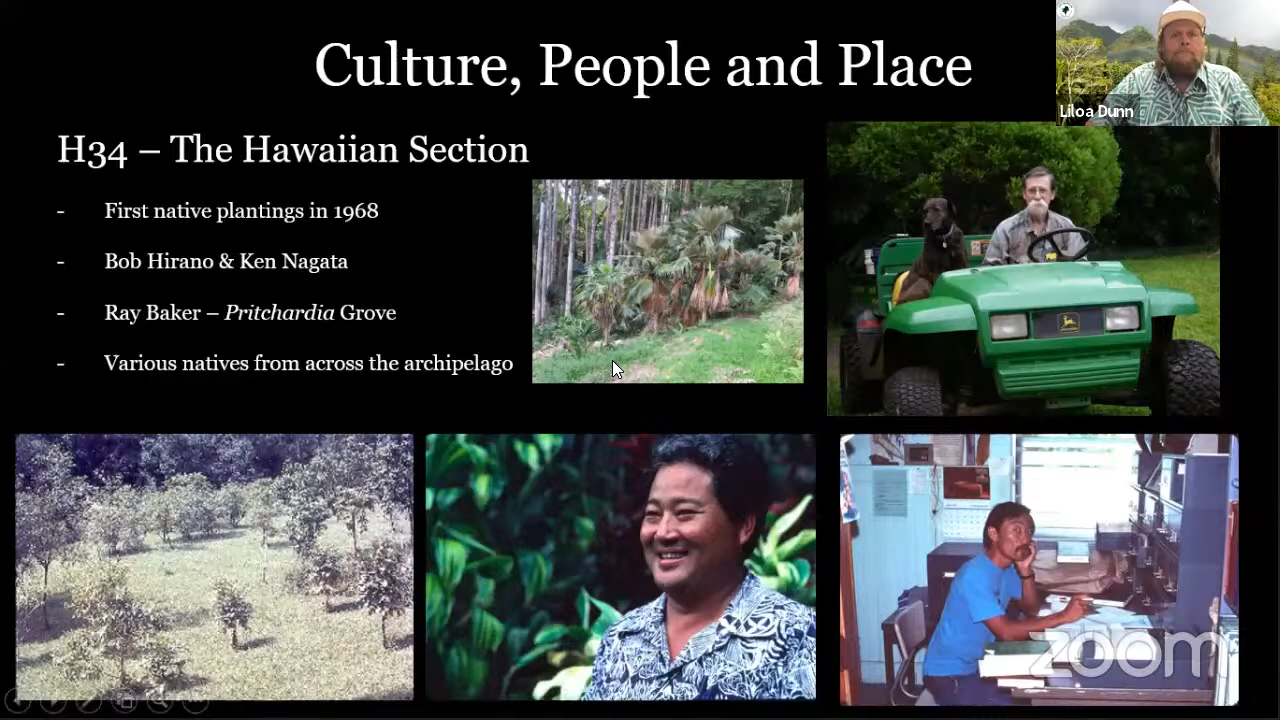 Culture, People and Place
Liloa Dunn
H34 – The Hawaiian Section
- First native plantings in 1968
- Bob Hirano & Ken Nagata
- Ray Baker – Pritchardia Grove
- Various natives from across the archipelago
zoom